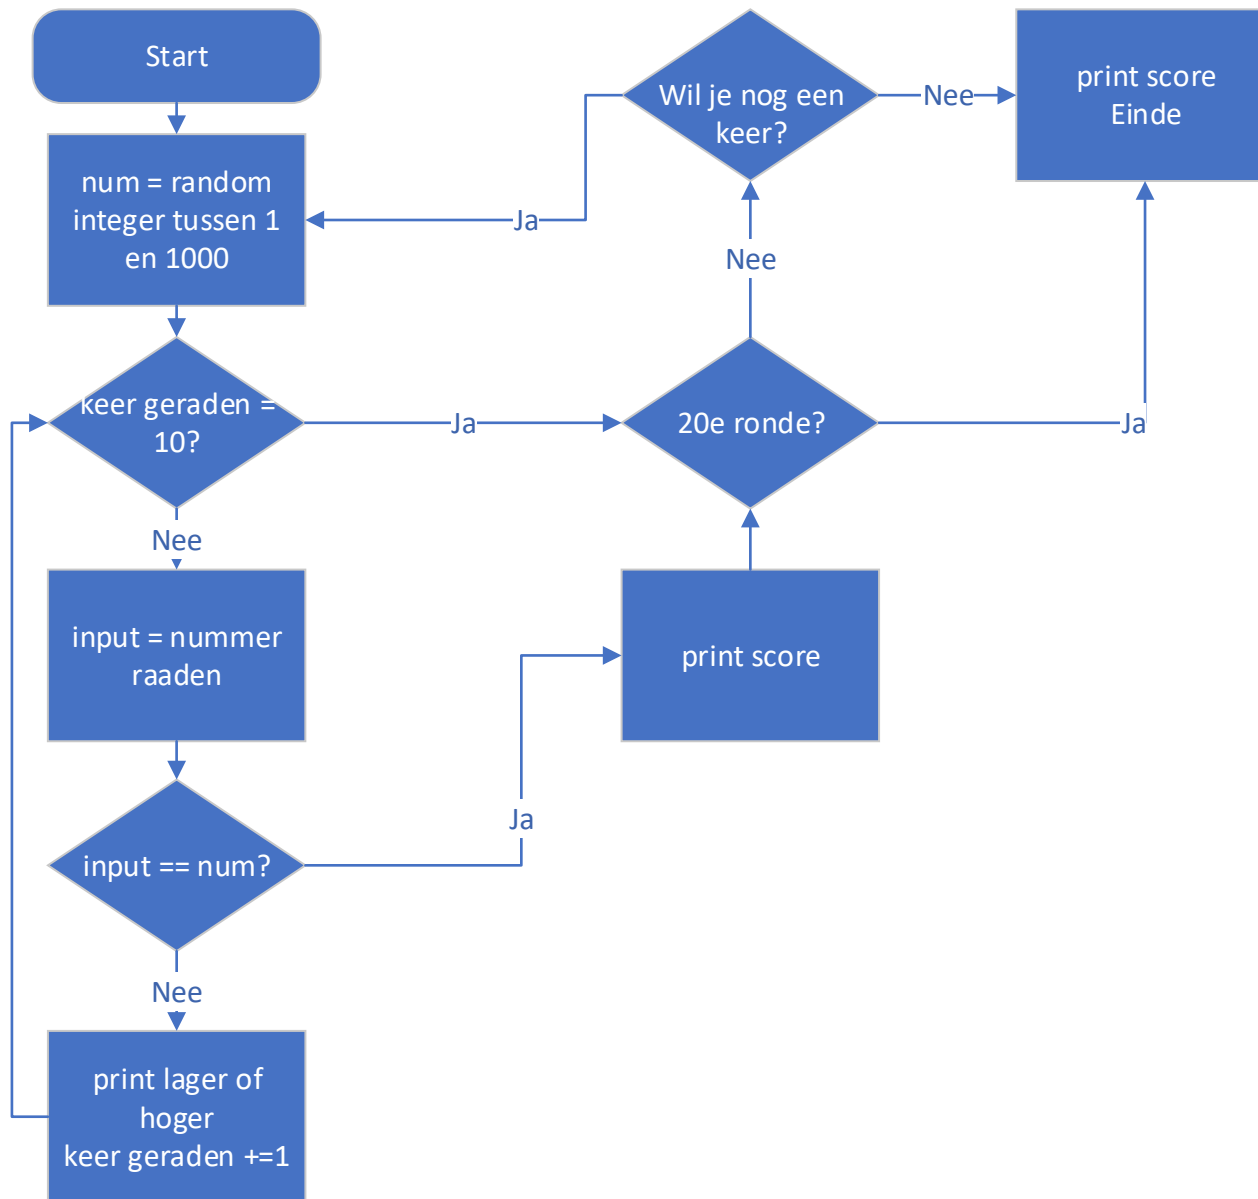 Start
num = random
integer tussen 1
en 1000
keer geraden =
10?
Nee
input = nummer
raaden
input == num?
Nee
print lager of
hoger
keer geraden +=1
Ja
Ja
print score
20e ronde?
Nee
Ja
Wil je nog een
keer?
Ja
Nee
print score
Einde